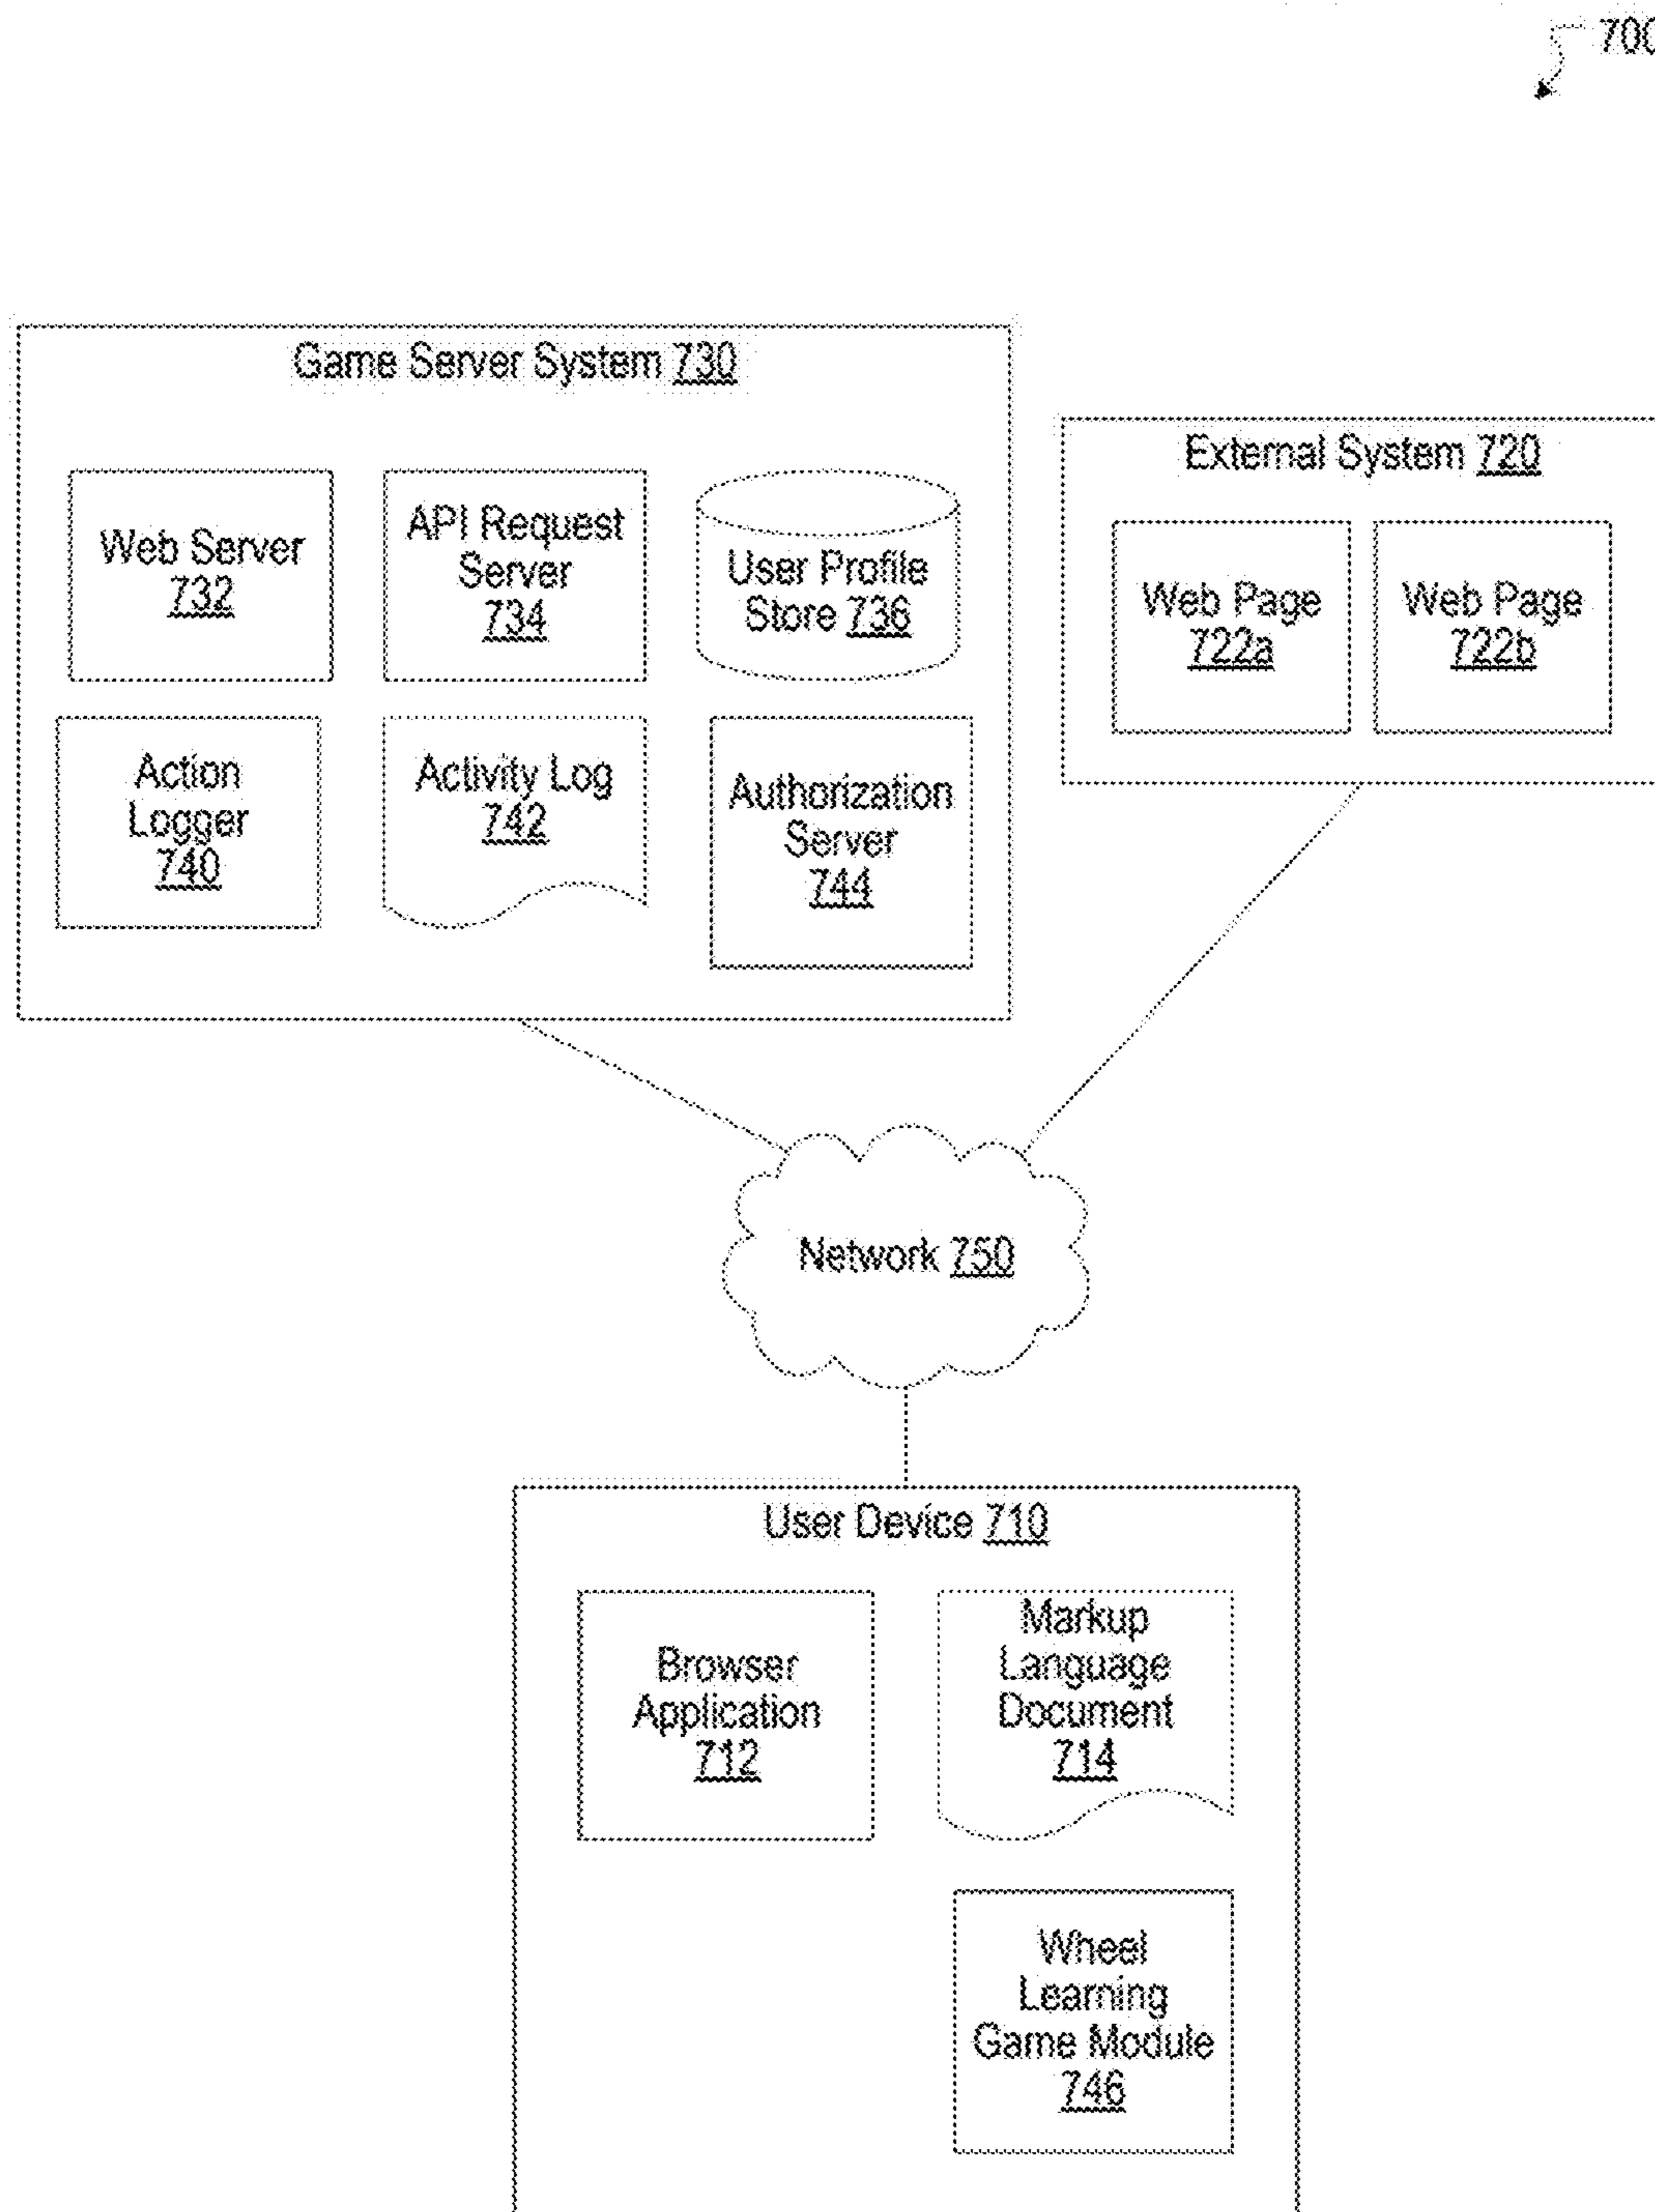 700
Game Server System 730
Web Server
732
API Request
Server
734
User Profile
Store 736
Action
Logger
740
Activity Log
742
Authorization
Server
744
External System 720
Web Page
722a
Web Page
722b
Network 750
User Device 710
Browser
Application
712
Markup
Language
Document
714
Wheel
Learning
Game Module
746